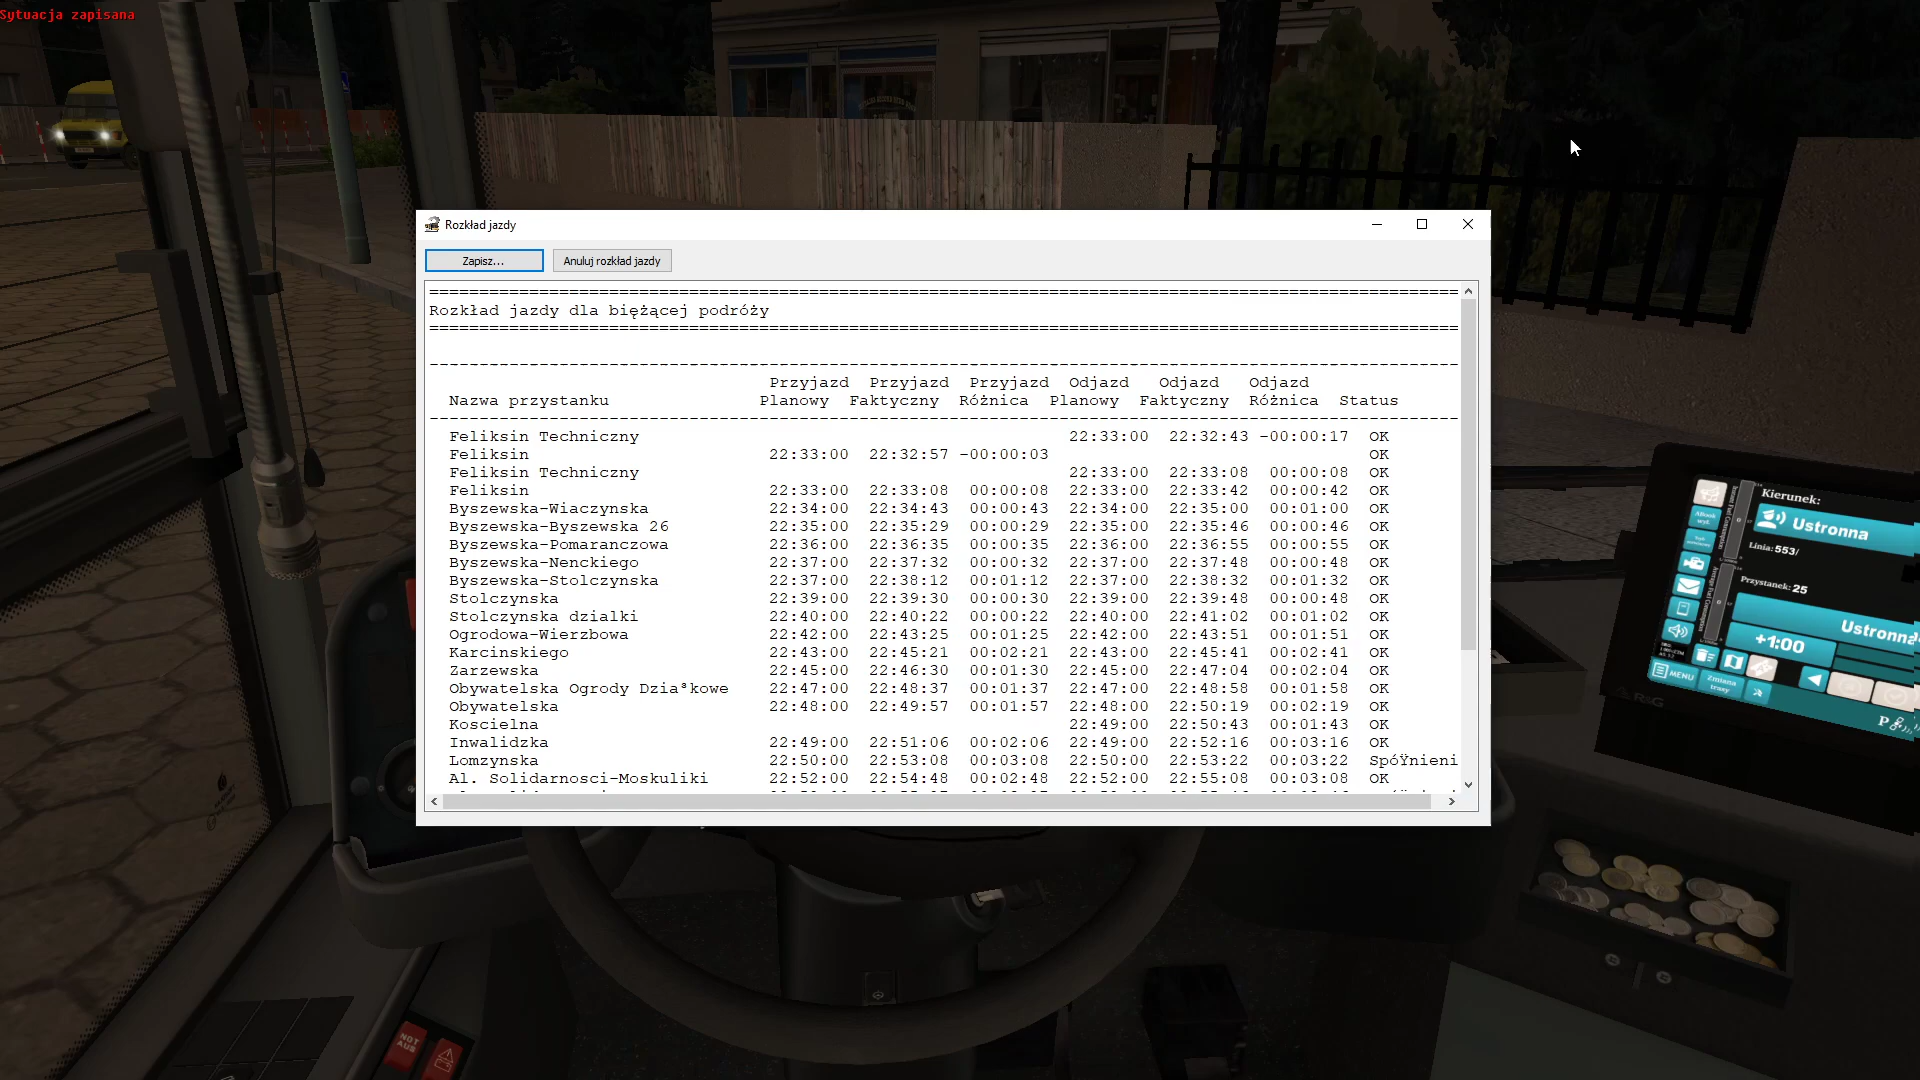 Sytuacja zapisana
Rozkład jazdy
Zapisz...
Anuluj rozkład jazdy
Rozkład jazdy dla bieżącej podróży
Przyjazd Przyjazd Przyjazd Odjazd Odjazd Odjazd
Nazwa przystanku Planowy Faktyczny Różnica Planowy Faktyczny Różnica Status
Feliksin Techniczny 22:33:00 22:32:43 -00:00:17 OK
Feliksin 22:33:00 22:32:57 -00:00:03 OK
Feliksin Techniczny 22:33:00 22:33:08 00:00:08 OK
Feliksin 22:33:00 22:33:08 00:00:08 22:33:00 22:33:42 00:00:42 OK
Byszewska-Wiaczynska 22:34:00 22:34:43 00:00:43 22:34:00 22:35:00 00:01:00 OK
Byszewska-Byszewska 26 22:35:00 22:35:29 00:00:29 22:35:00 22:35:46 00:00:46 OK
Byszewska-Pomaranczowa 22:36:00 22:36:35 00:00:35 22:36:00 22:36:55 00:00:55 OK
Byszewska-Nenckiego 22:37:00 22:37:32 00:00:32 22:37:00 22:37:48 00:00:48 OK
Byszewska-Stolczynska 22:37:00 22:38:12 00:01:12 22:37:00 22:38:32 00:01:32 OK
Stolczynska 22:39:00 22:39:30 00:00:30 22:39:00 22:39:48 00:00:48 OK
Stolczynska dzialki 22:40:00 22:40:22 00:00:22 22:40:00 22:41:02 00:01:02 OK
Ogrodowa-Wierzbowa 22:42:00 22:43:25 00:01:25 22:42:00 22:43:51 00:01:51 OK
Karcinskiego 22:43:00 22:45:21 00:02:21 22:43:00 22:45:41 00:02:41 OK
Zarzewska 22:45:00 22:46:30 00:01:30 22:45:00 22:47:04 00:02:04 OK
Obywatelska Ogrody Dziaªkowe 22:47:00 22:48:37 00:01:37 22:47:00 22:48:58 00:01:58 OK
Obywatelska 22:48:00 22:49:57 00:01:57 22:48:00 22:50:19 00:02:19 OK
Koscielna 22:49:00 22:50:43 00:01:43 OK
Inwalidzka 22:49:00 22:51:06 00:02:06 22:49:00 22:52:16 00:03:16 OK
Lomzynska 22:50:00 22:53:08 00:03:08 22:50:00 22:53:22 00:03:22 SpóŸnieni
Al. Solidarnosci-Moskuliki 22:52:00 22:54:48 00:02:48 22:52:00 22:55:08 00:03:08 OK
Kierunek:
Ustronna
Linia: 553/
Przystanek: 25
Ustronna
+1:00
MENU
Zmiana trasy
R&G
NOT AUS